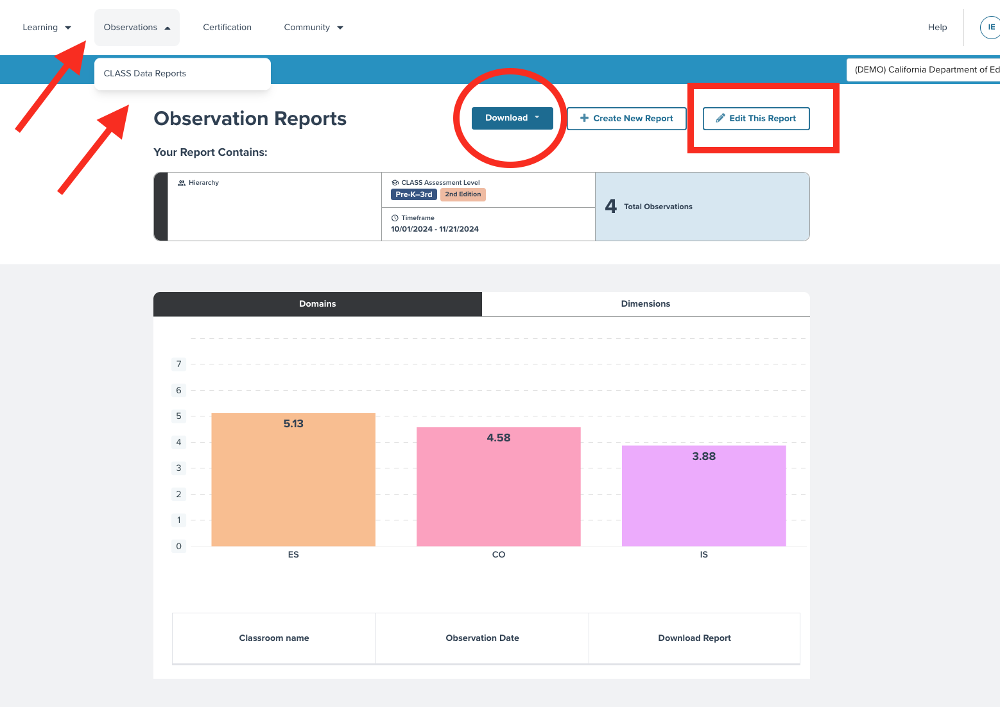 Learning
Observations
Certification
Community
Help
IE
CLASS Data Reports
(DEMO) California Department of Ed
Observation Reports
Download
Create New Report
Edit This Report
Your Report Contains:
Hierarchy
CLASS Assessment Level
Pre-K–3rd 2nd Edition
Timeframe
10/01/2024 - 11/21/2024
4 Total Observations
Domains
Dimensions
7
6
5
4
3
2
1
0
5.13
4.58
3.88
ES
CO
IS
Classroom name
Observation Date
Download Report